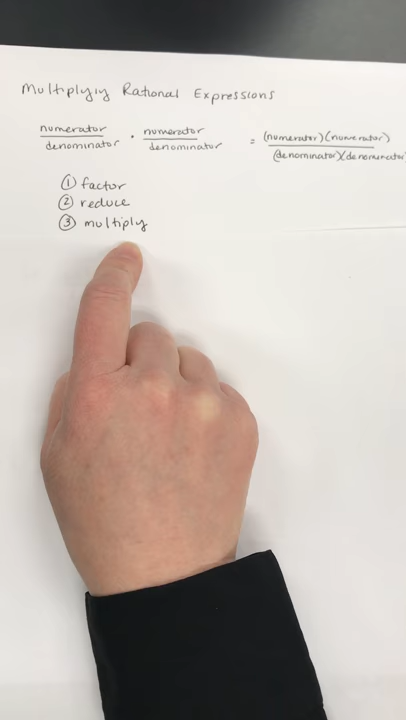 Multiplying Rational Expressions
numerator/denominator · numerator/denominator = (numerator)(numerator)/(denominator)(denominator
① factor
② reduce
③ multiply